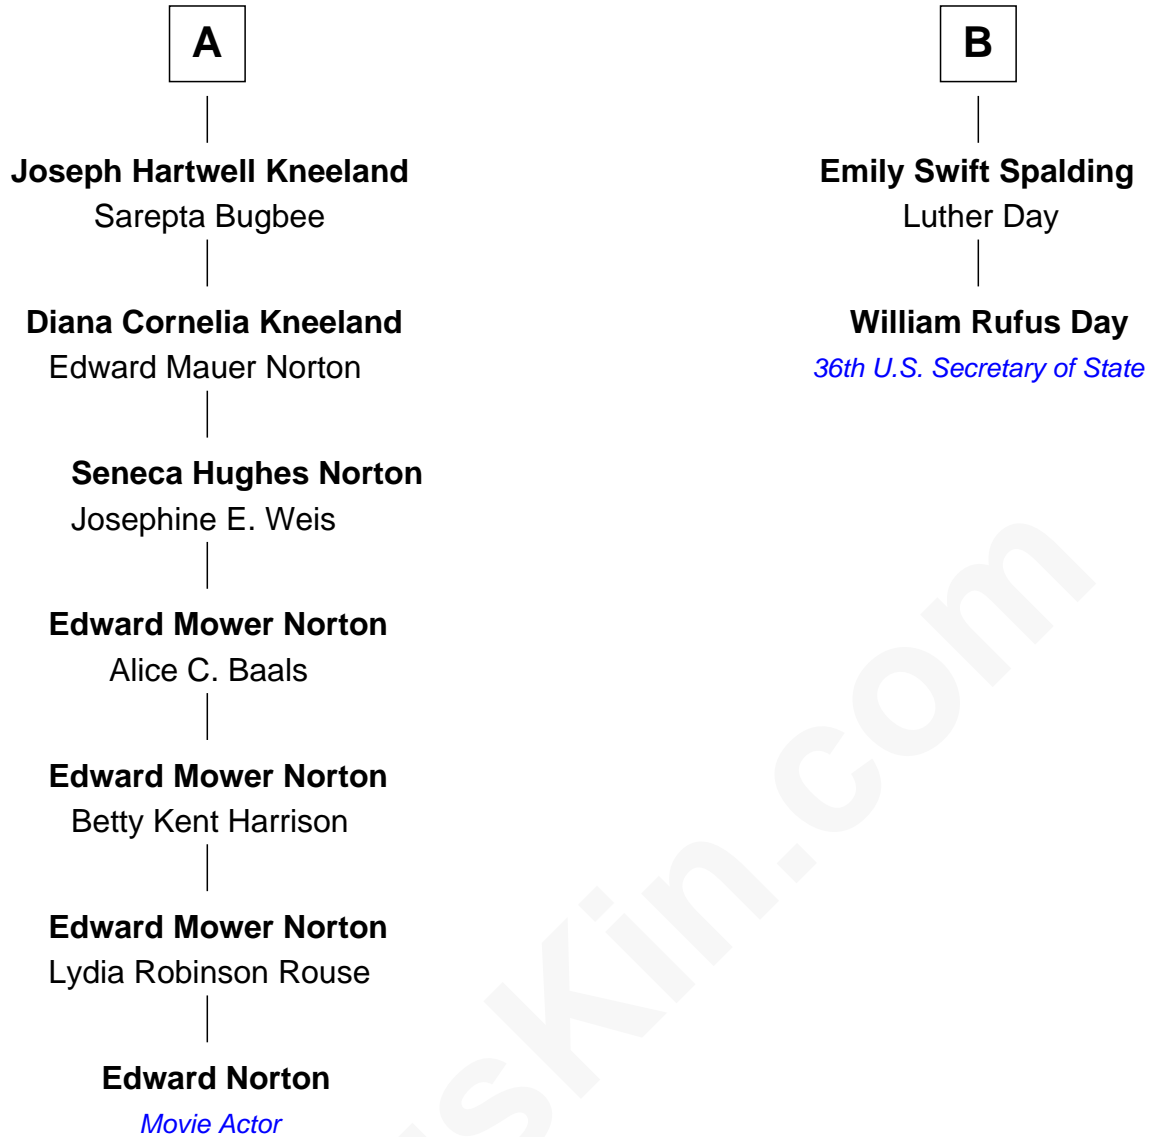 A
Joseph Hartwell Kneeland
Sarepta Bugbee
Diana Cornelia Kneeland
Edward Mauer Norton
Seneca Hughes Norton
Josephine E. Weis
Edward Mower Norton
Alice C. Baals
Edward Mower Norton
Betty Kent Harrison
Edward Mower Norton
Lydia Robinson Rouse
Edward Norton
Movie Actor
B
Emily Swift Spalding
Luther Day
William Rufus Day
36th U.S. Secretary of State
sKin.com